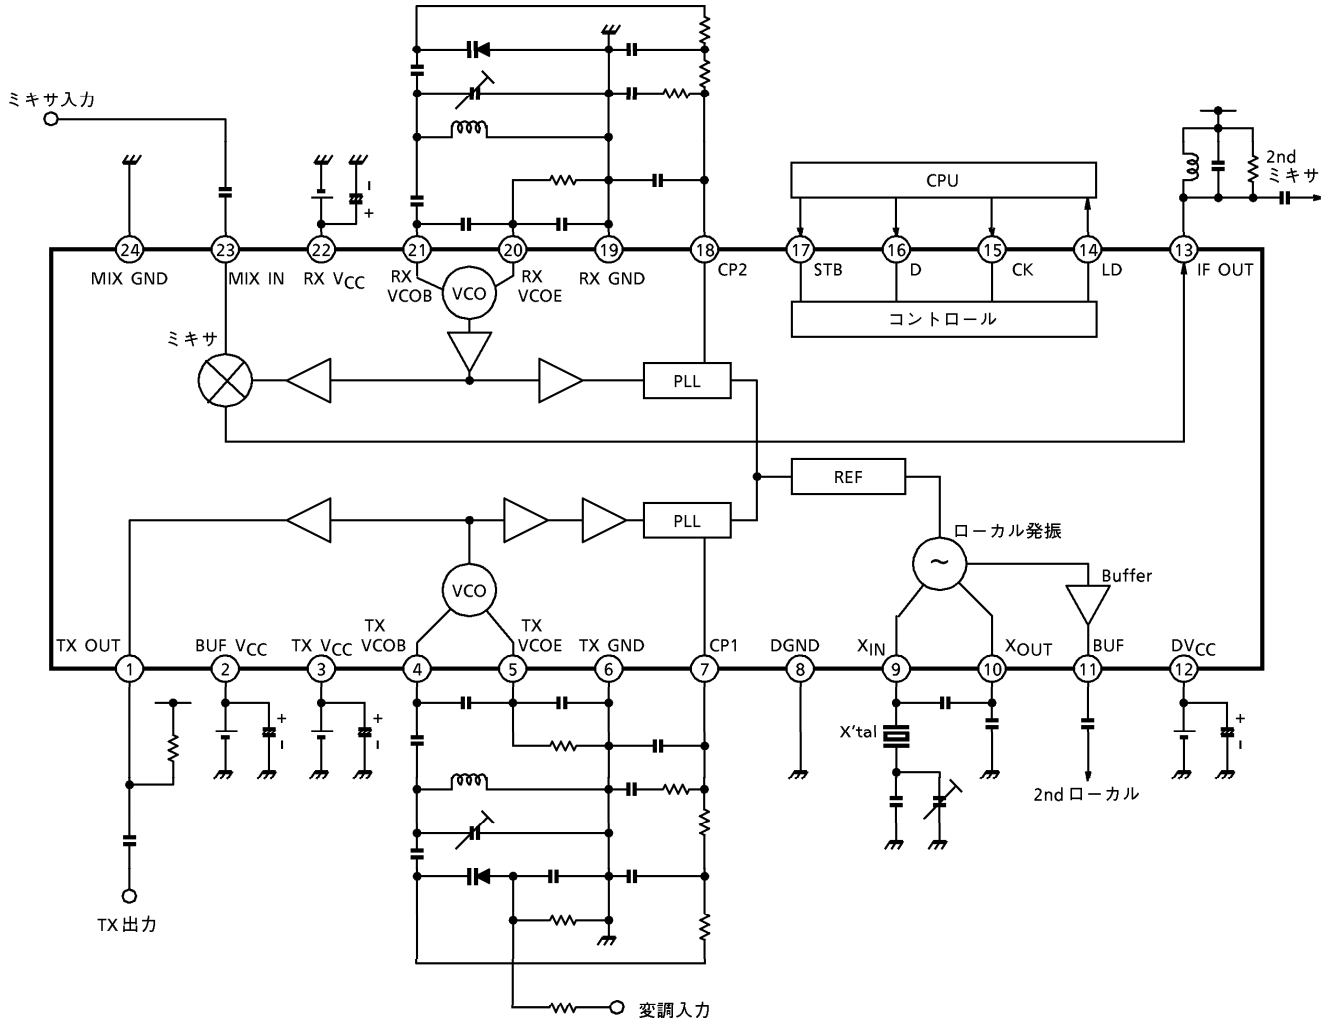 ミキサ入力
CPU
2nd
ミキサ
24
23
22
21
20
19
18
17
16
15
14
13
MIX GND
MIX IN
RX VCC
RX
VCOB
VCO
RX
VCOE
RX GND
CP2
STB
D
CK
LD
IF OUT
コントロール
ミキサ
PLL
REF
PLL
ローカル発振
~
VCO
Buffer
TX OUT
BUF VCC
TX VCC
TX
VCOB
TX
VCOE
TX GND
CP1
DGND
XIN
XOUT
BUF
DVCC
1
2
3
4
5
6
7
8
9
10
11
12
X'tal
2ndローカル
TX 出力
変調入力